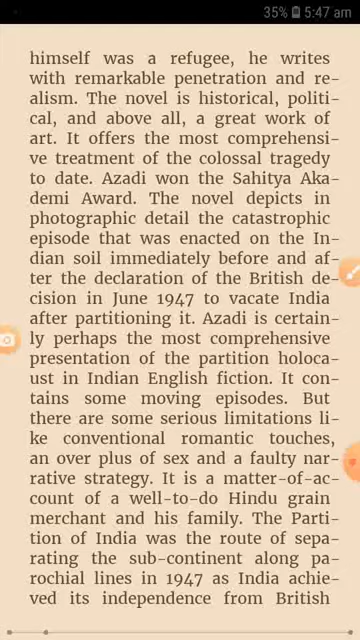 35% 5:47 am
himself was a refugee, he writes
with remarkable penetration and re-
alism. The novel is historical, politi-
cal, and above all, a great work of
art. It offers the most comprehensi-
ve treatment of the colossal tragedy
to date. Azadi won the Sahitya Aka-
demi Award. The novel depicts in
photographic detail the catastrophic
episode that was enacted on the In-
dian soil immediately before and af-
ter the declaration of the British de-
cision in June 1947 to vacate India
after partitioning it. Azadi is certain-
ly perhaps the most comprehensive
presentation of the partition holoca-
ust in Indian English fiction. It con-
tains some moving episodes. But
there are some serious limitations li-
ke conventional romantic touches,
an over plus of sex and a faulty nar-
rative strategy. It is a matter-of-ac-
count of a well-to-do Hindu grain
merchant and his family. The Parti-
tion of India was the route of sepa-
rating the sub-continent along pa-
rochial lines in 1947 as India achie-
ved its independence from British